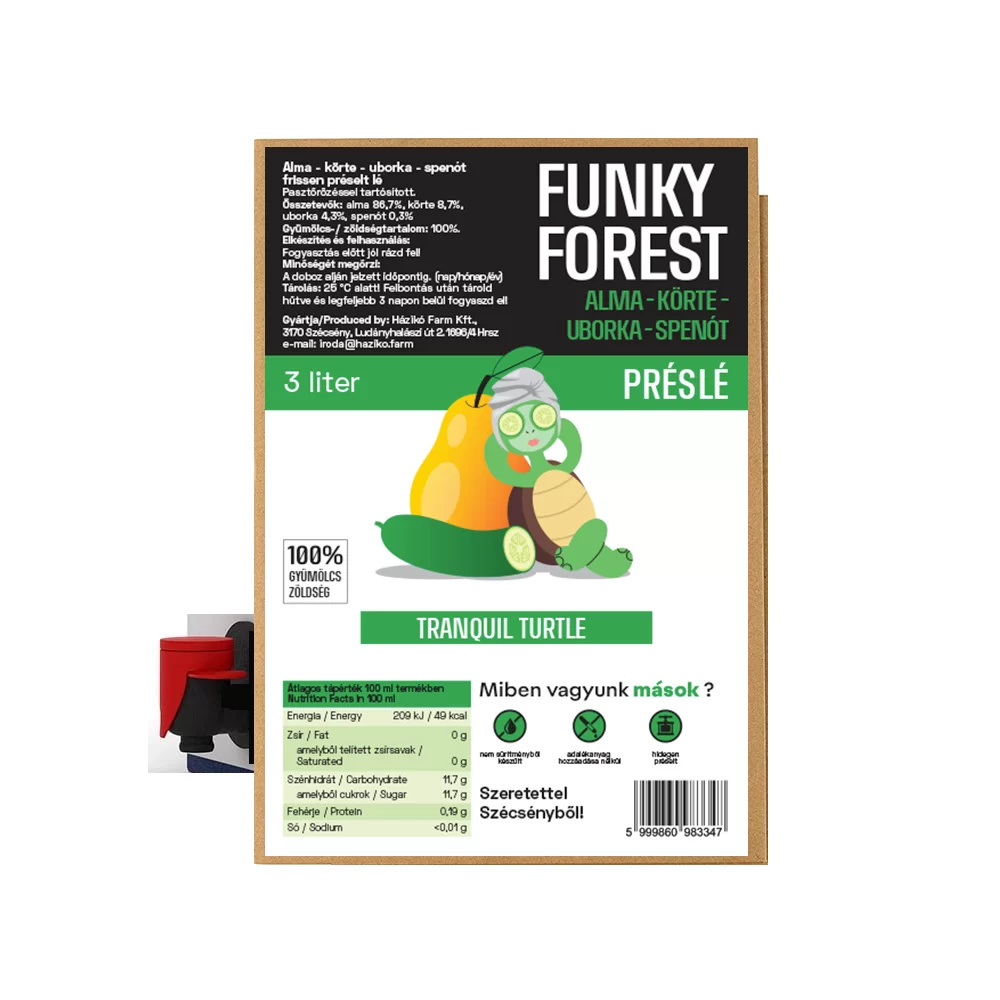 Alma - körte - uborka - spenót
frissen préselt lé
Pasztőrözéssel tartósított.
Összetevők: alma 86,7%, körte 8,7%,
uborka 4,3%, spenót 0,3%
Gyümölcs-/ zöldségtartalom: 100%.
Elkészítés és felhasználás:
Fogyasztás előtt jól rázd fel!
Minőségét megőrzi:
A doboz alján jelzett időpontig. (nap/hónap/év)
Tárolás: 25 °C alatt! Felbontás után tárold
hűtve és legfeljebb 3 napon belül fogyaszd el!
Gyártja/Produced by: Házikó Farm Kft.,
3170 Szécsény, Ludányhalászi út 2.1696/4 Hrsz
e-mail: iroda@haziko.farm
FUNKY
FOREST
ALMA - KÖRTE -
UBORKA - SPENÓT
3 liter
PRÉSLÉ
100%
GYÜMÖLCS
ZÖLDSÉG
TRANQUIL TURTLE
Átlagos tápérték 100 ml termékben
Nutrition Facts in 100 ml
Energia / Energy 209 kJ / 49 kcal
Zsír / Fat 0 g
amelyből telített zsírsavak /
Saturated 0 g
Szénhidrát / Carbohydrate 11,7 g
amelyből cukrok / Sugar 11,7 g
Fehérje / Protein 0,19 g
Só / Sodium <0,01 g
Miben vagyunk mások ?
nem sűrítményből
készült
adalékanyag
hozzáadása nélkül
hidegen
préselt
Szeretettel
Szécsényből!
5 999860 983347